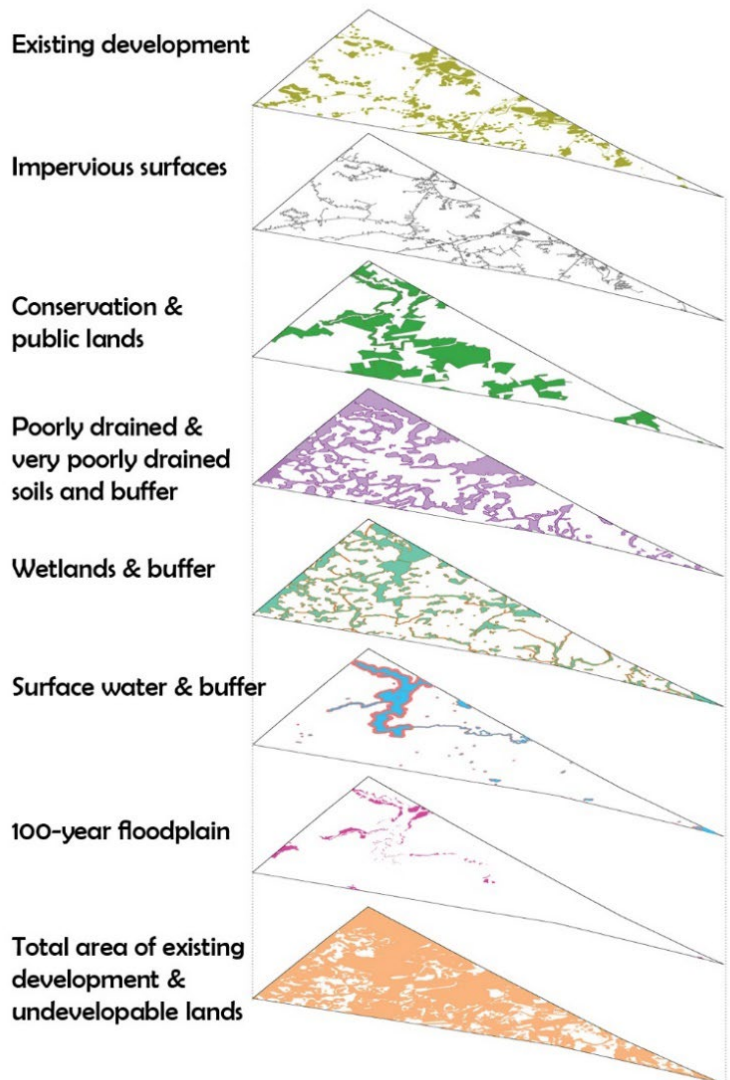 Existing development
Impervious surfaces
Conservation &
public lands
Poorly drained &
very poorly drained
soils and buffer
Wetlands & buffer
Surface water & buffer
100-year floodplain
Total area of existing
development &
undevelopable lands